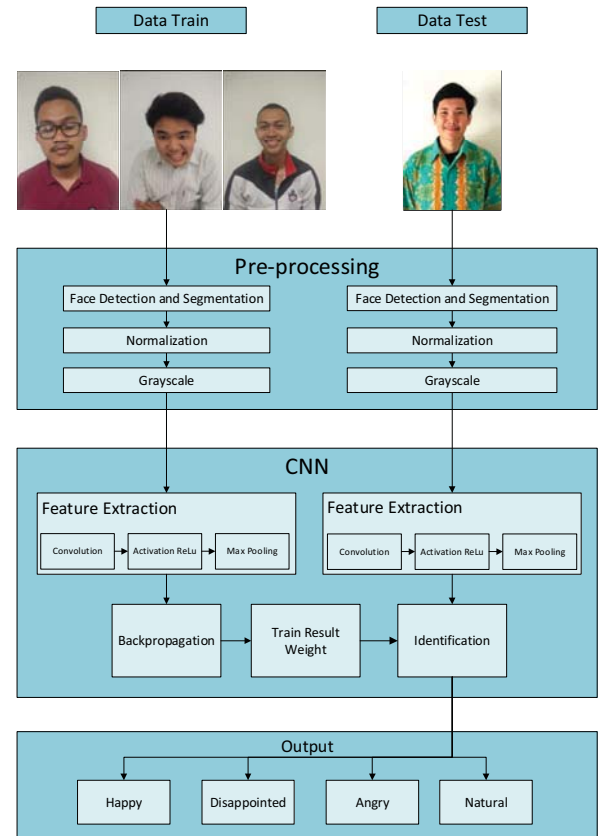 Data Train
Data Test
Pre-processing
Face Detection and Segmentation
Face Detection and Segmentation
Normalization
Normalization
Grayscale
Grayscale
CNN
Feature Extraction
Convolution
Activation ReLu
Max Pooling
Feature Extraction
Convolution
Activation ReLu
Max Pooling
Backpropagation
Train Result
Weight
Identification
Output
Happy
Disappointed
Angry
Natural